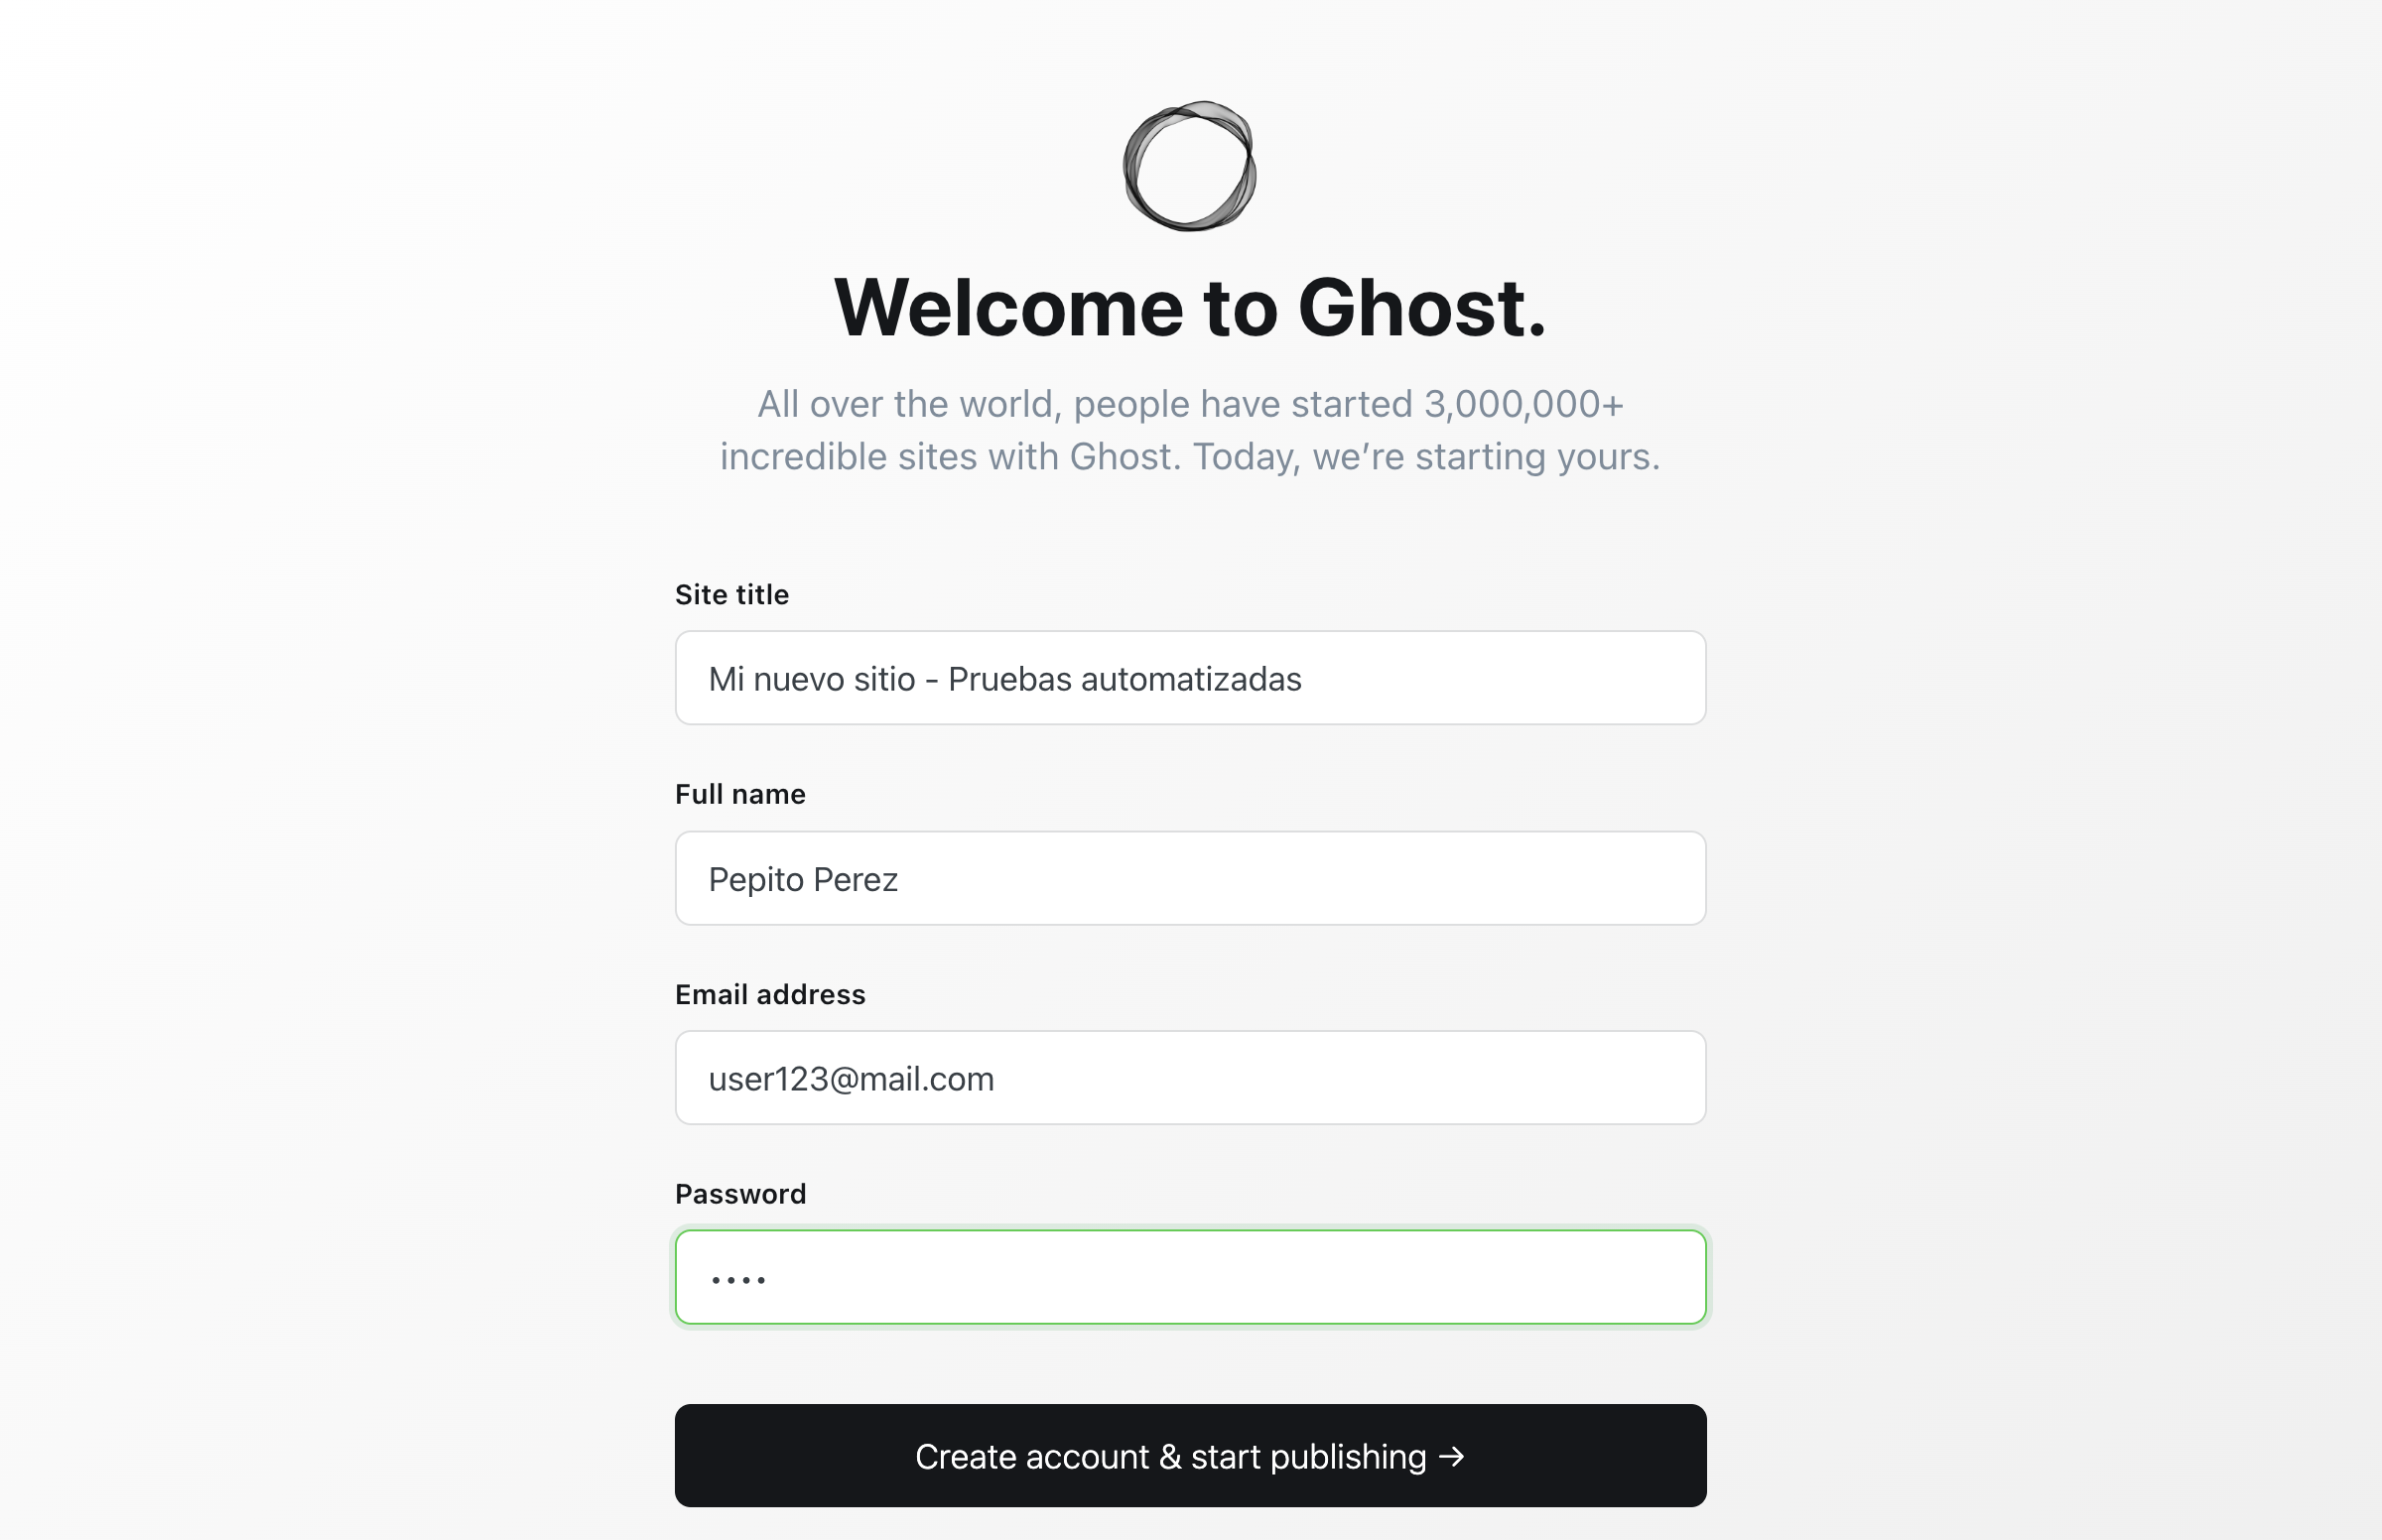 Welcome to Ghost.
All over the world, people have started 3,000,000+
incredible sites with Ghost. Today, we’re starting yours.
Site title
Mi nuevo sitio - Pruebas automatizadas
Full name
Pepito Perez
Email address
user123@mail.com
Password
••••
Create account & start publishing →